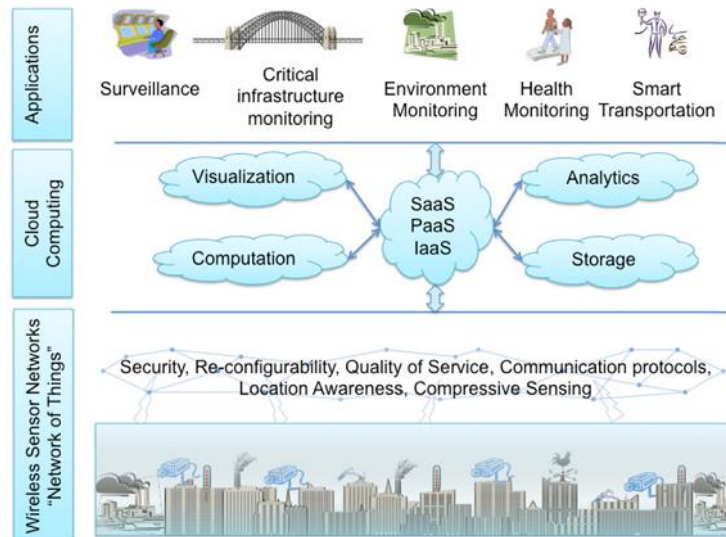 Applications
Surveillance
Critical
infrastructure
monitoring
Environment
Monitoring
Health
Monitoring
Smart
Transportation
Cloud
Computing
Visualization
Computation
SaaS
PaaS
IaaS
Analytics
Storage
Wireless Sensor Networks
“Network of Things”
Security, Re-configurability, Quality of Service, Communication protocols,
Location Awareness, Compressive Sensing